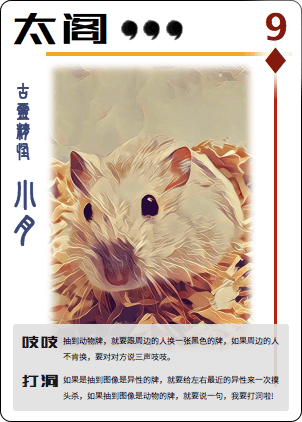 太阁
9
古灵精怪
小月
吱吱 抽到动物牌，就要跟周边的人换一张黑色的牌，如果周边的人
不肯换，要对对方说三声吱吱。
打洞 如果是抽到图像是异性的牌，就要给左右最近的异性来一次摸
头杀，如果抽到图像是动物的牌，就要说一句，我要打洞啦!